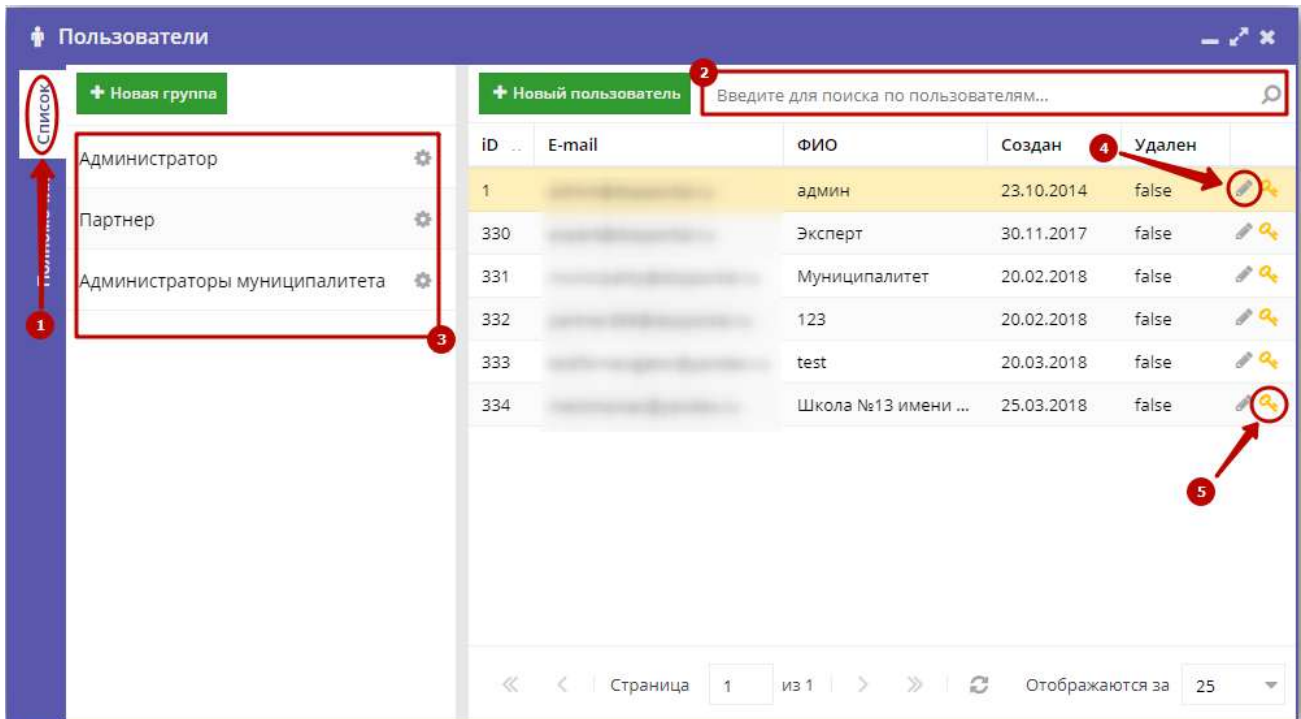 Пользователи
Список
+ Новая группа
Администратор
Партнер
Администраторы муниципалитета
+ Новый пользователь
Введите для поиска по пользователям...
iD .. E-mail ФИО Создан Удален
1 админ 23.10.2014 false
330 Эксперт 30.11.2017 false
331 Муниципалитет 20.02.2018 false
332 123 20.02.2018 false
333 test 20.03.2018 false
334 Школа №13 имени ... 25.03.2018 false
1
2
3
4
5
Страница 1 из 1 Отображаются за 25